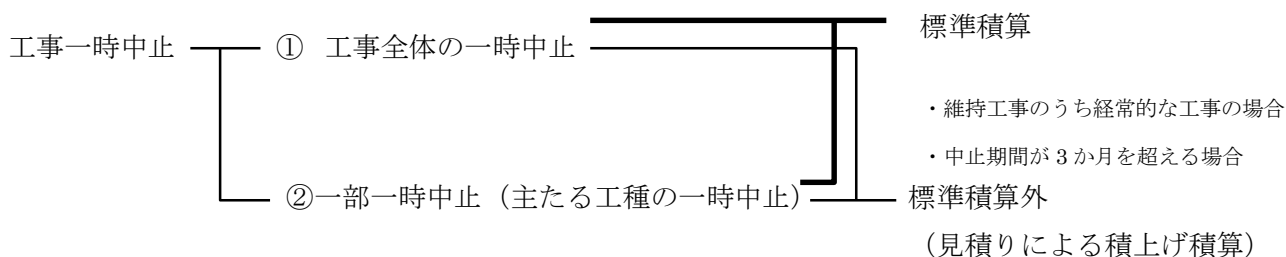 標準積算
工事一時中止
① 工事全体の一時中止
・維持工事のうち経常的な工事の場合
・中止期間が 3 か月を超える場合
②一部一時中止（主たる工種の一時中止）
標準積算外
（見積りによる積上げ積算）